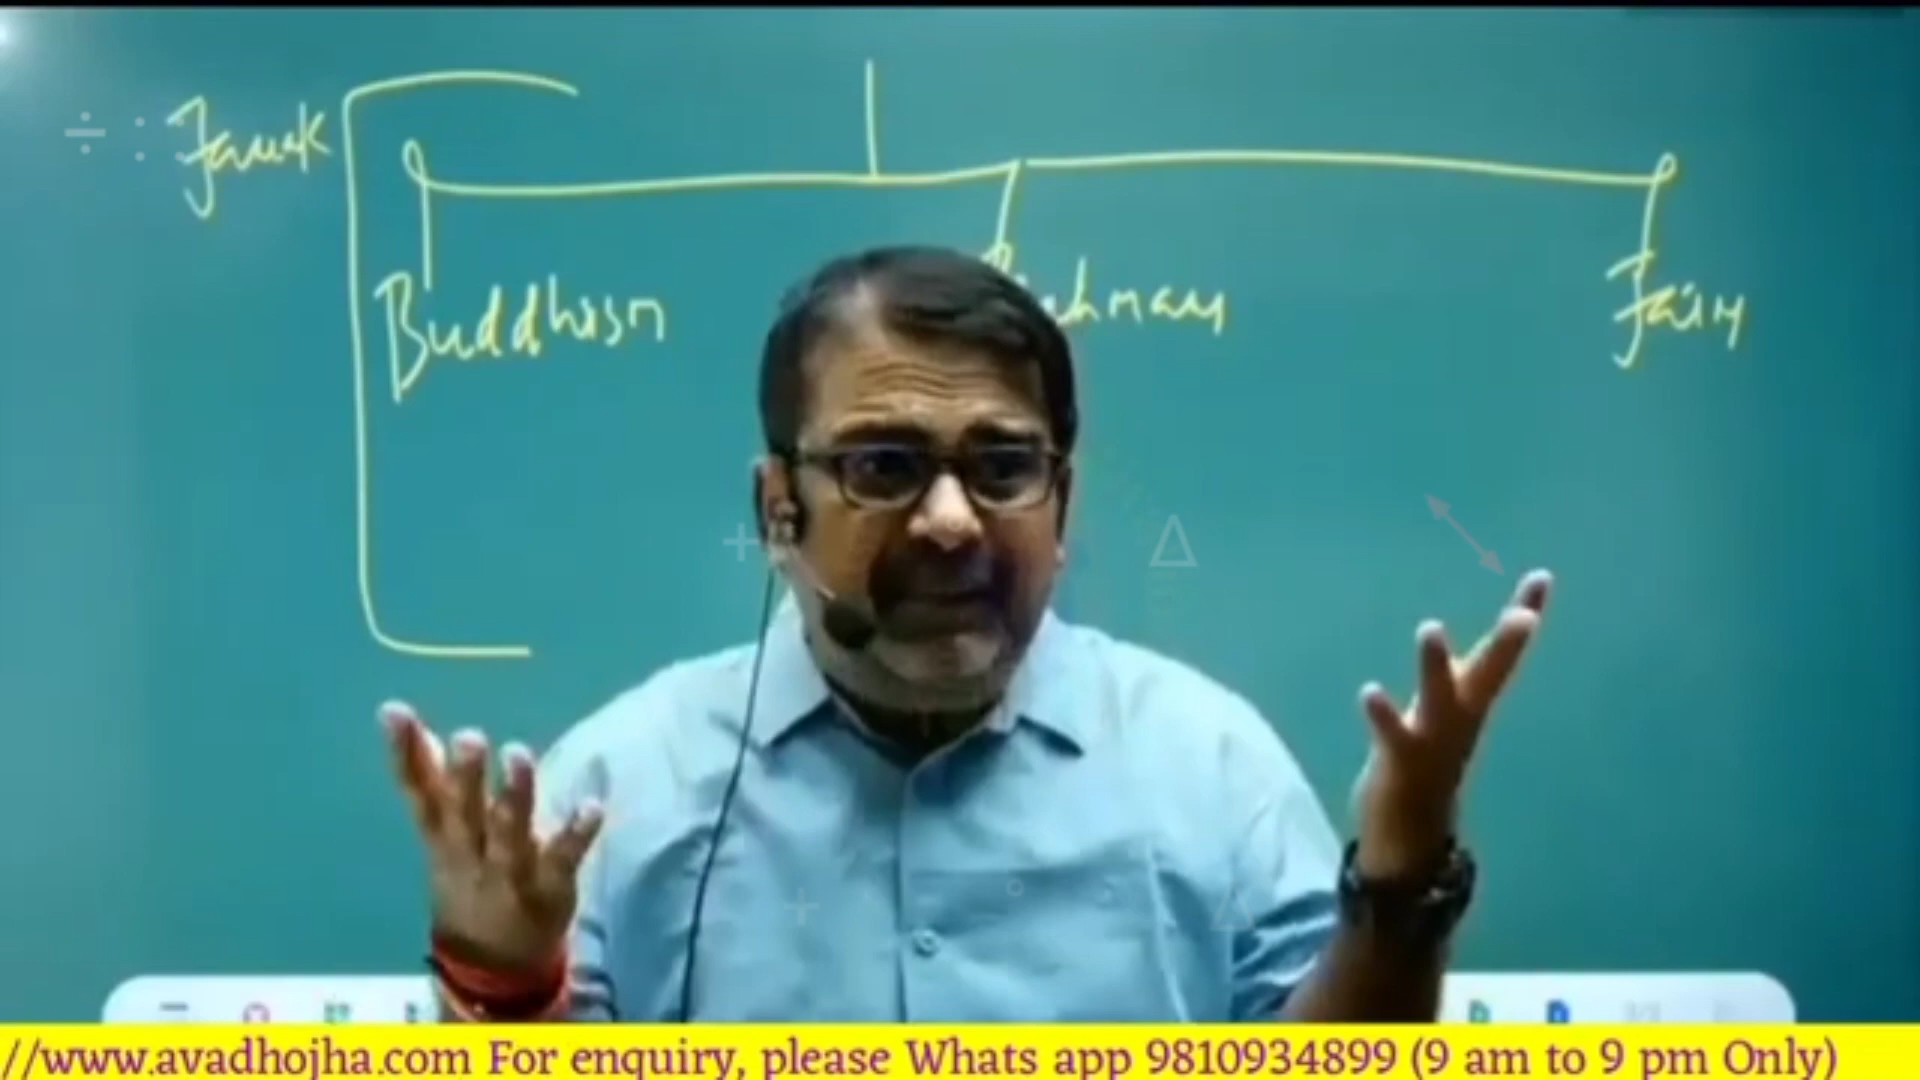 Janak
Buddhism
Jain
//www.avadhojha.com For enquiry, please Whats app 9810934899 (9 am to 9 pm Only)